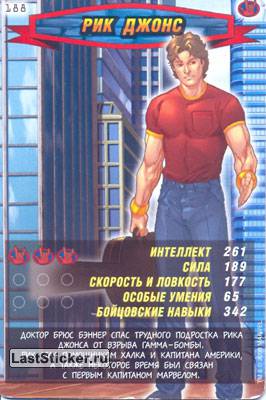 188
РИК ДЖОНС
ИНТЕЛЛЕКТ 261
СИЛА 189
СКОРОСТЬ И ЛОВКОСТЬ 177
ОСОБЫЕ УМЕНИЯ 65
БОЙЦОВСКИЕ НАВЫКИ 342
ДОКТОР БРЮС БЭННЕР СПАС ТРУДНОГО ПОДРОСТКА РИКА
ДЖОНСА ОТ ВЗРЫВА ГАММА-БОМБЫ.
ХАЛКА И КАПИТАНА АМЕРИКИ,
А ТАКЖЕ НЕКОТОРОЕ ВРЕМЯ БЫЛ СВЯЗАН
С ПЕРВЫМ КАПИТАНОМ МАРВЕЛОМ.
LastSticker.ru